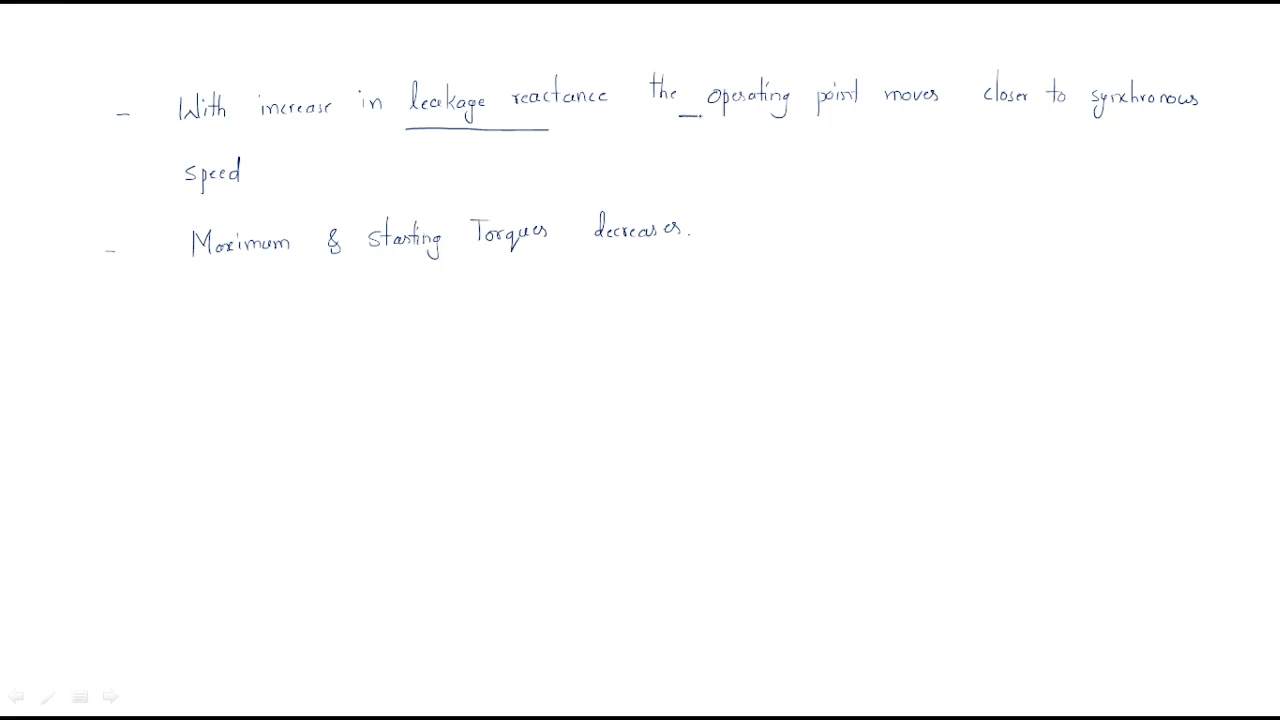 - With increase in leakage reactance the operating point moves closer to synchronous
speed
- Maximum & starting Torques decreases.